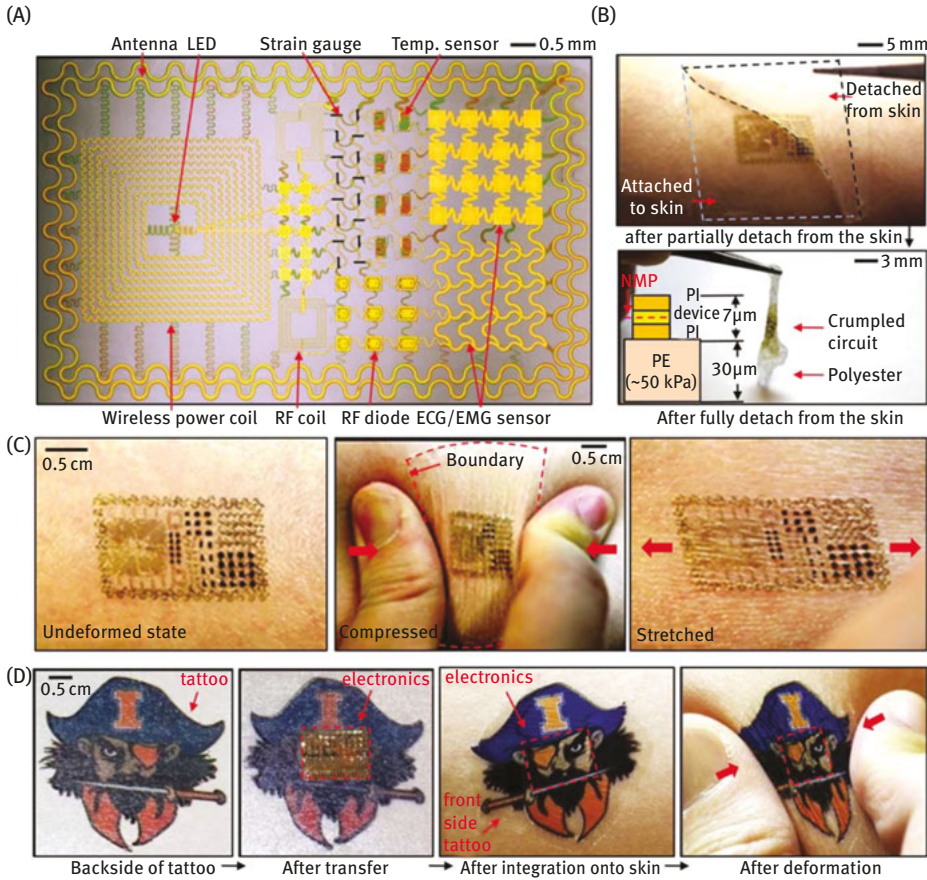 (A)
Antenna LED Strain gauge Temp. sensor 0.5 mm
Wireless power coil RF coil RF diode ECG/EMG sensor
(B)
5 mm
Detached
from skin
Attached
to skin
after partially detach from the skin
3 mm
NMP
PI
device 7µm
PI
PE
(~50 kPa)
30µm
Crumpled
circuit
Polyester
After fully detach from the skin
(C)
0.5 cm
Undeformed state
Boundary
0.5 cm
Compressed
Stretched
(D)
0.5 cm
tattoo
electronics
electronics
front
side
tattoo
I
I
I
I
Backside of tattoo
After transfer
After integration onto skin
After deformation